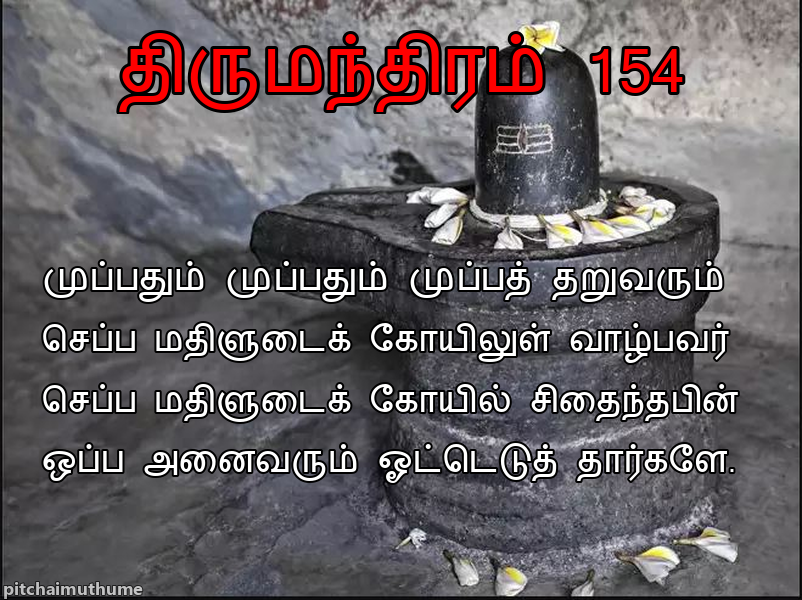 திருமந்திரம் 154
முப்பதும் முப்பதும் முப்பத் தறுவரும்
செப்ப மதிளுடைக் கோயிலுள் வாழ்பவர்
செப்ப மதிளுடைக் கோயில் சிதைந்தபின்
ஒப்ப அனைவரும் ஓட்டெடுத் தார்களே.
pitchaimuthume